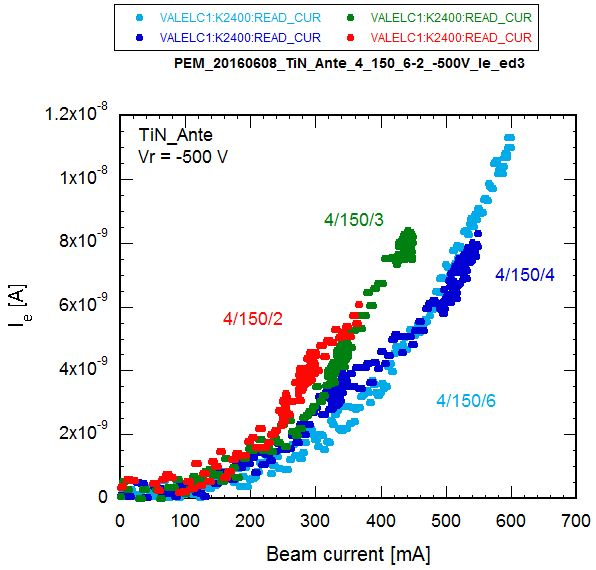 VALELC1:K2400:READ_CUR VALELC1:K2400:READ_CUR
VALELC1:K2400:READ_CUR VALELC1:K2400:READ_CUR
PEM_20160608_TiN_Ante_4_150_6-2_-500V_Ie_ed3
1.2x10⁻⁸
TiN_Ante
Vr = -500 V
1x10⁻⁸
4/150/3
8x10⁻⁹
4/150/4
6x10⁻⁹
4/150/2
Iₑ [A]
4x10⁻⁹
4/150/6
2x10⁻⁹
0
0 100 200 300 400 500 600 700
Beam current [mA]